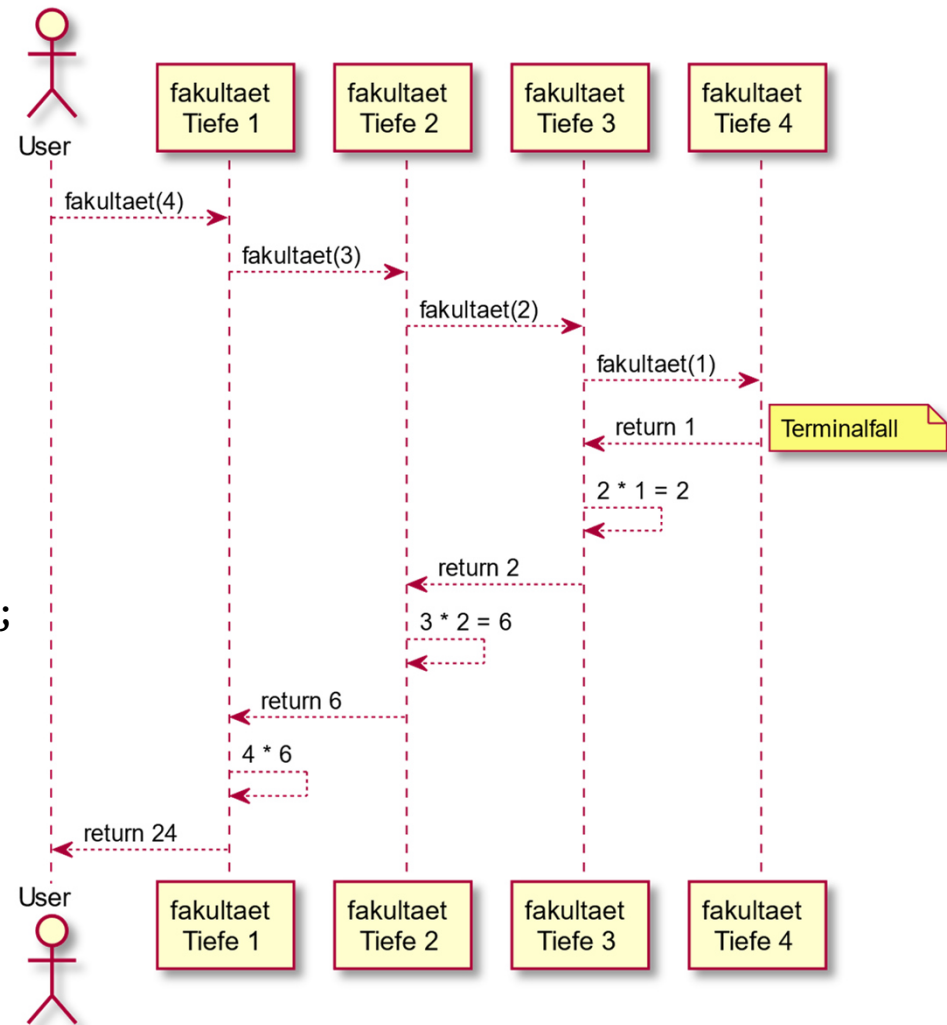 fakultaet
Tiefe 1
fakultaet
Tiefe 2
fakultaet
Tiefe 3
fakultaet
Tiefe 4
User
fakultaet(4)
fakultaet(3)
fakultaet(2)
fakultaet(1)
return 1
Terminalfall
2 * 1 = 2
return 2
;
3 * 2 = 6
return 6
4 * 6
return 24
User
fakultaet
Tiefe 1
fakultaet
Tiefe 2
fakultaet
Tiefe 3
fakultaet
Tiefe 4